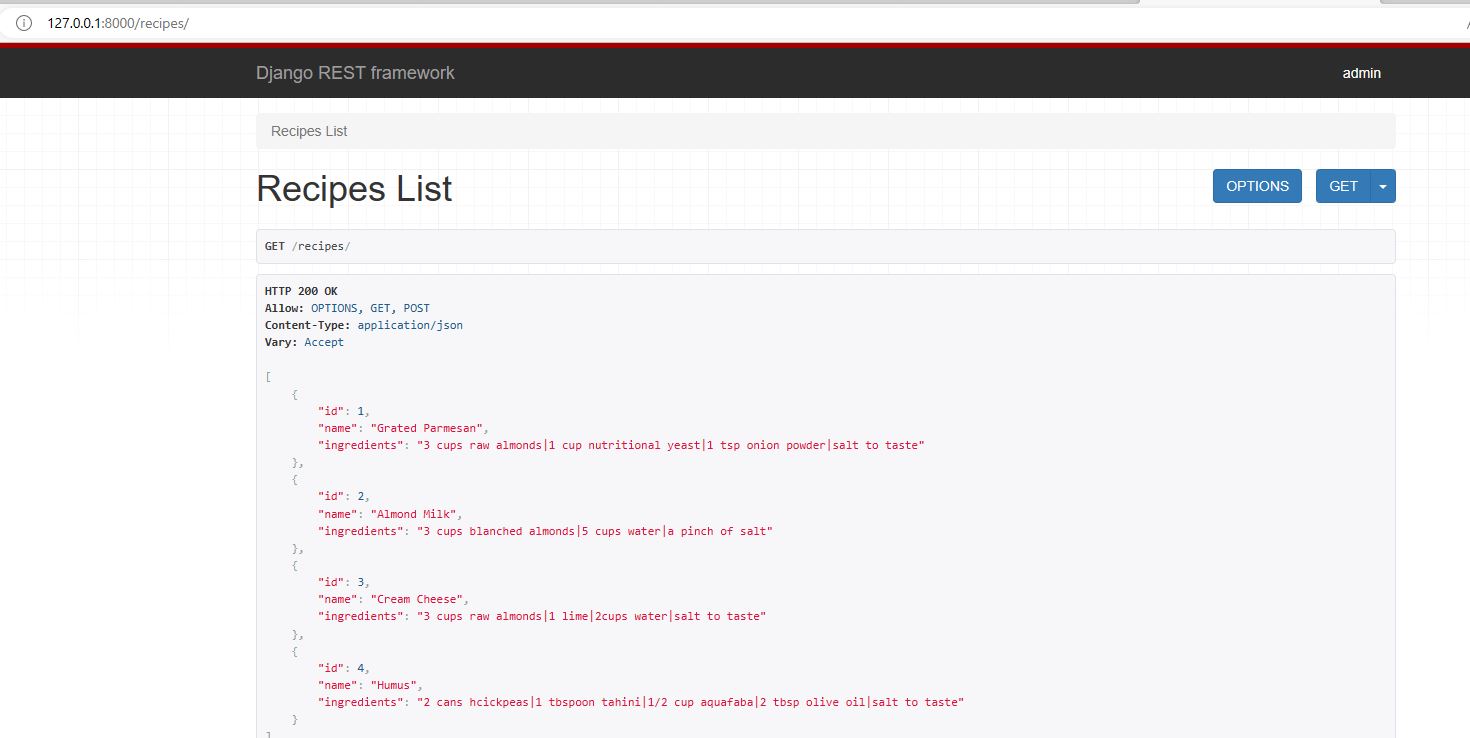 127.0.0.1:8000/recipes/
Django REST framework
admin
Recipes List
Recipes List
OPTIONS
GET
GET /recipes/
HTTP 200 OK
Allow: OPTIONS, GET, POST
Content-Type: application/json
Vary: Accept
[
    {
        "id": 1,
        "name": "Grated Parmesan",
        "ingredients": "3 cups raw almonds|1 cup nutritional yeast|1 tsp onion powder|salt to taste"
    },
    {
        "id": 2,
        "name": "Almond Milk",
        "ingredients": "3 cups blanched almonds|5 cups water|a pinch of salt"
    },
    {
        "id": 3,
        "name": "Cream Cheese",
        "ingredients": "3 cups raw almonds|1 lime|2cups water|salt to taste"
    },
    {
        "id": 4,
        "name": "Humus",
        "ingredients": "2 cans hcickpeas|1 tbspoon tahini|1/2 cup aquafaba|2 tbsp olive oil|salt to taste"
    }
]